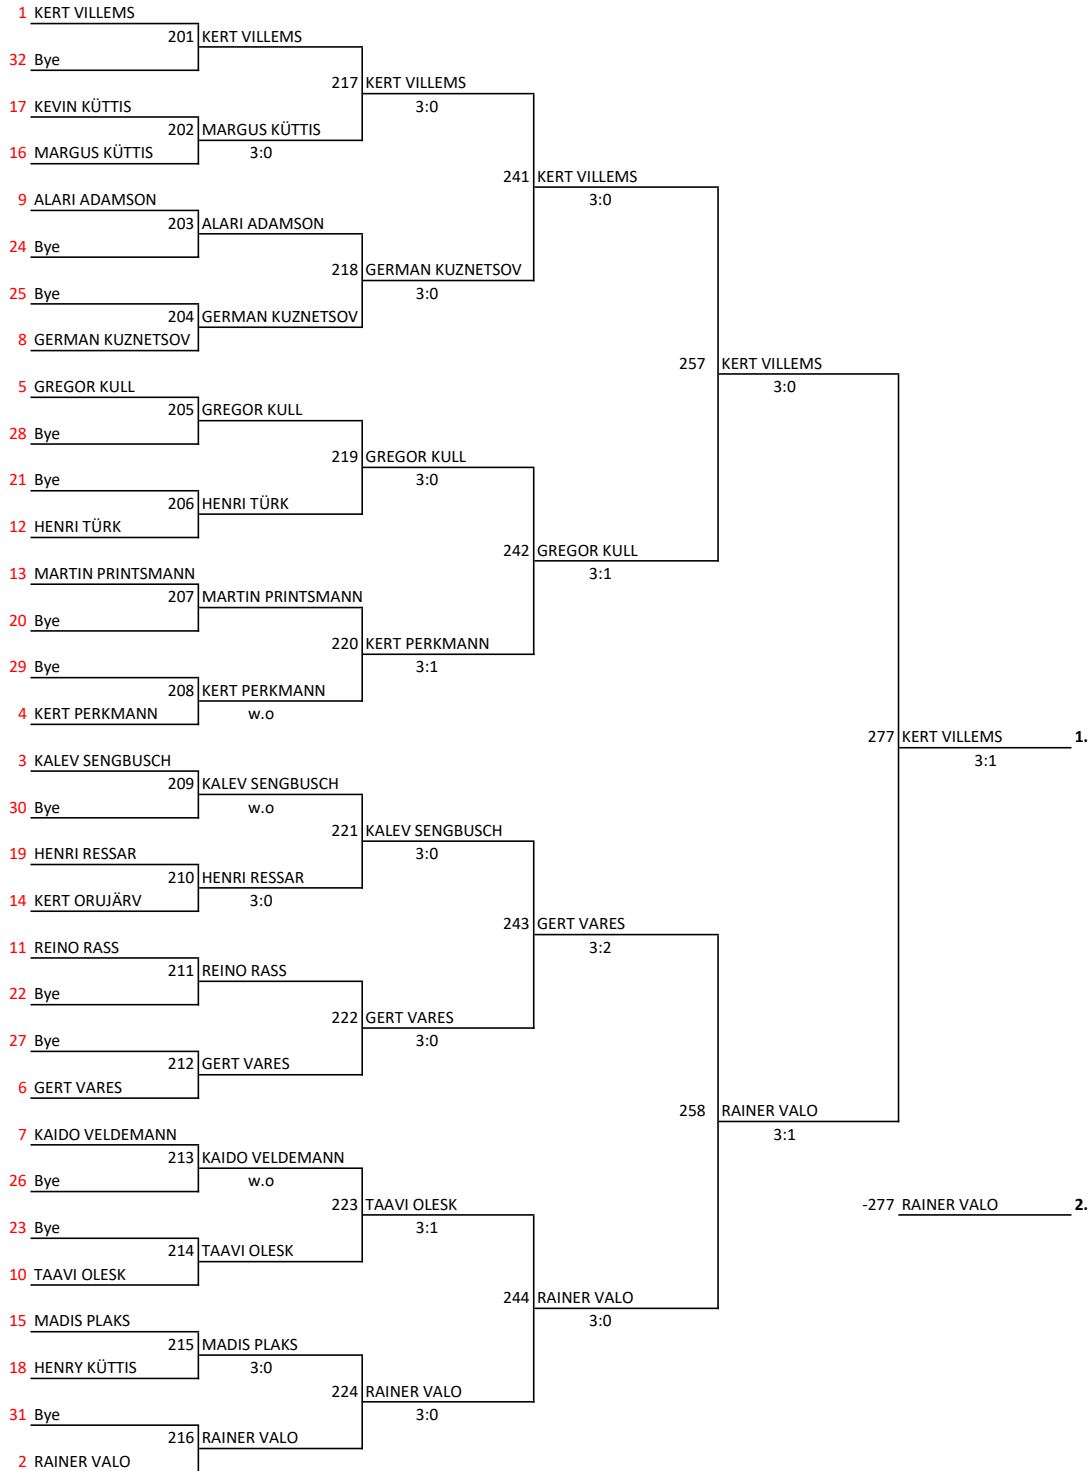 1 KERT VILLEMS
201 KERT VILLEMS
32 Bye
217 KERT VILLEMS
3:0
17 KEVIN KÜTTIS
202 MARGUS KÜTTIS
16 MARGUS KÜTTIS
3:0
241 KERT VILLEMS
3:0
9 ALARI ADAMSON
203 ALARI ADAMSON
24 Bye
218 GERMAN KUZNETSOV
3:0
25 Bye
204 GERMAN KUZNETSOV
8 GERMAN KUZNETSOV
257 KERT VILLEMS
3:0
5 GREGOR KULL
205 GREGOR KULL
28 Bye
219 GREGOR KULL
3:0
21 Bye
206 HENRI TÜRK
12 HENRI TÜRK
242 GREGOR KULL
3:1
13 MARTIN PRINTSMANN
207 MARTIN PRINTSMANN
20 Bye
220 KERT PERKMANN
3:1
29 Bye
208 KERT PERKMANN
4 KERT PERKMANN
w.o
277 KERT VILLEMS 1.
3:1
3 KALEV SENGBUSCH
209 KALEV SENGBUSCH
30 Bye
w.o
221 KALEV SENGBUSCH
3:0
19 HENRI RESSAR
210 HENRI RESSAR
14 KERT ORUJÄRV
3:0
243 GERT VARES
3:2
11 REINO RASS
211 REINO RASS
22 Bye
222 GERT VARES
3:0
27 Bye
212 GERT VARES
6 GERT VARES
258 RAINER VALO
3:1
7 KAIDO VELDEMANN
213 KAIDO VELDEMANN
26 Bye
w.o
223 TAAVI OLESK
3:1
-277 RAINER VALO 2.
23 Bye
214 TAAVI OLESK
10 TAAVI OLESK
244 RAINER VALO
3:0
15 MADIS PLAKS
215 MADIS PLAKS
18 HENRY KÜTTIS
3:0
224 RAINER VALO
3:0
31 Bye
216 RAINER VALO
2 RAINER VALO